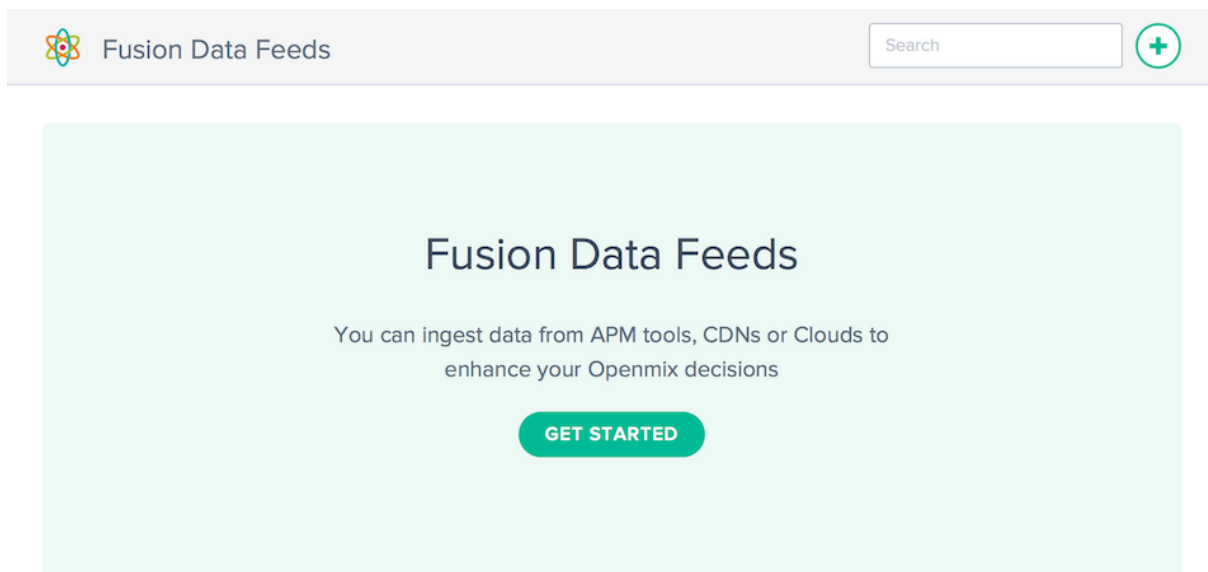 Fusion Data Feeds
Search
Fusion Data Feeds
You can ingest data from APM tools, CDNs or Clouds to
enhance your Openmix decisions
GET STARTED